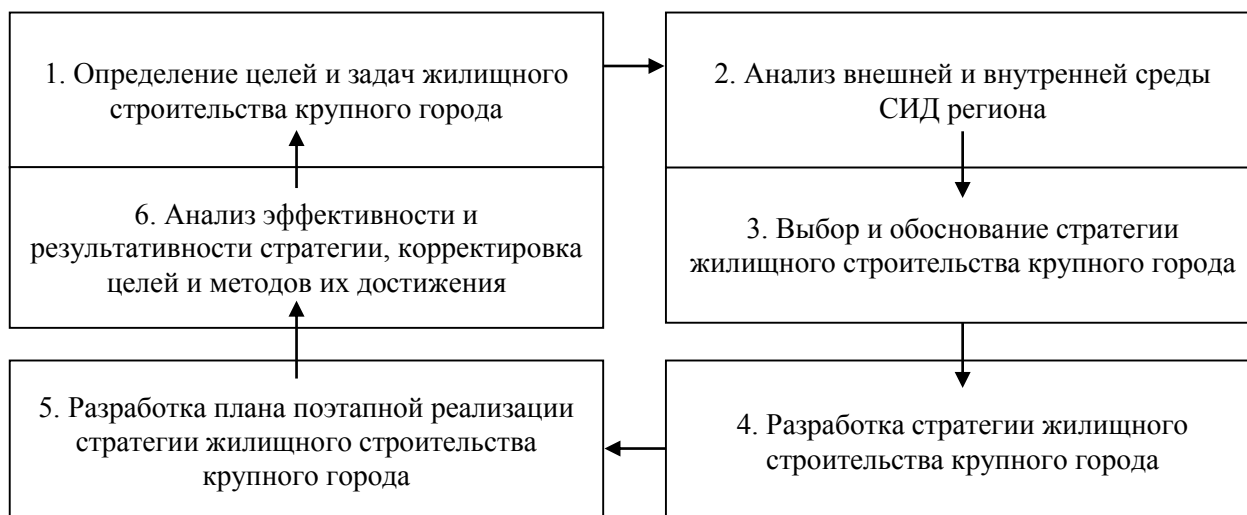 1. Определение целей и задач жилищного
строительства крупного города
2. Анализ внешней и внутренней среды
СИД региона
3. Выбор и обоснование стратегии
жилищного строительства крупного города
4. Разработка стратегии жилищного
строительства крупного города
5. Разработка плана поэтапной реализации
стратегии жилищного строительства
крупного города
6. Анализ эффективности и
результативности стратегии, корректировка
целей и методов их достижения